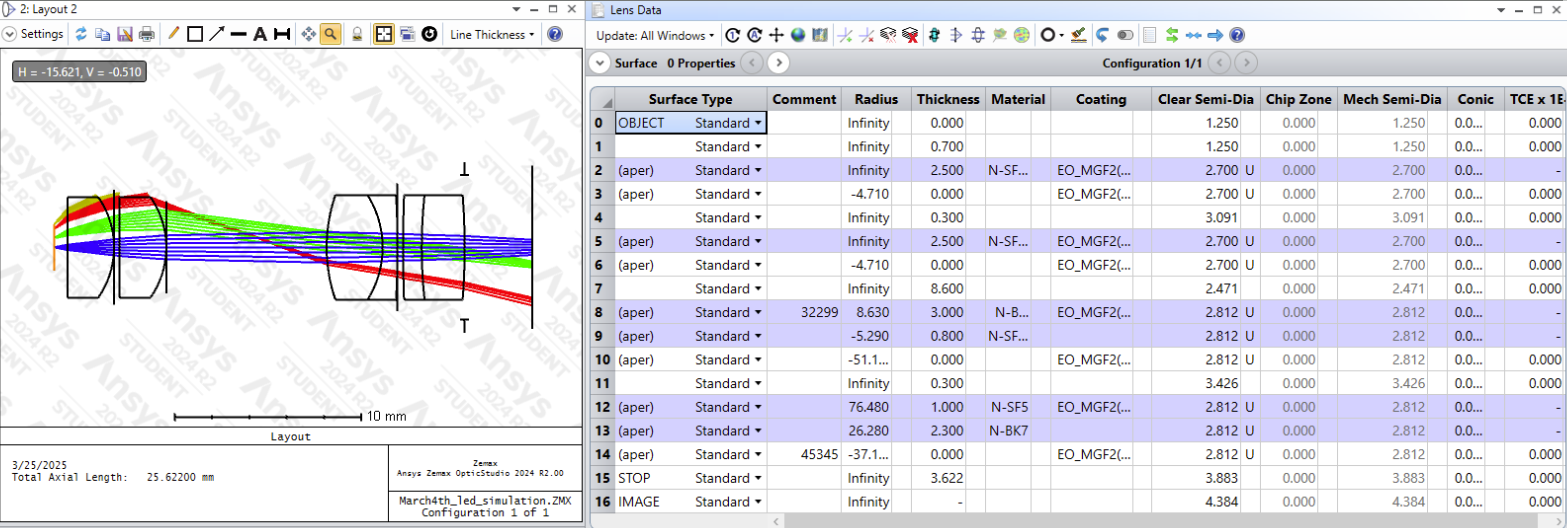 2: Layout 2
Settings
Line Thickness
H = -15.621, V = -0.510
Ansys
2024 R2
STUDENT
10 mm
Layout
3/25/2025
Total Axial Length: 25.62200 mm
Zemax
Ansys Zemax OpticStudio 2024 R2.00
March4th_led_simulation.ZMX
Configuration 1 of 1
Lens Data
Update: All Windows
Surface 0 Properties
Configuration 1/1
Surface Type Comment Radius Thickness Material Coating Clear Semi-Dia Chip Zone Mech Semi-Dia Conic TCE x 1E
0 OBJECT Standard Infinity 0.000 1.250 0.000 1.250 0.0... 0.000
1 Standard Infinity 0.700 1.250 0.000 1.250 0.0... 0.000
2 (aper) Standard Infinity 2.500 N-SF... EO_MGF2(... 2.700 U 0.000 2.700 0.0... -
3 (aper) Standard -4.710 0.000 EO_MGF2(... 2.700 U 0.000 2.700 0.0... 0.000
4 Standard Infinity 0.300 3.091 0.000 3.091 0.0... 0.000
5 (aper) Standard Infinity 2.500 N-SF... EO_MGF2(... 2.700 U 0.000 2.700 0.0... -
6 (aper) Standard -4.710 0.000 EO_MGF2(... 2.700 U 0.000 2.700 0.0... 0.000
7 Standard Infinity 8.600 2.471 0.000 2.471 0.0... 0.000
8 (aper) Standard 32299 8.630 3.000 N-B... EO_MGF2(... 2.812 U 0.000 2.812 0.0... -
9 (aper) Standard -5.290 0.800 N-SF... 2.812 U 0.000 2.812 0.0... -
10 (aper) Standard -51.1... 0.000 EO_MGF2(... 2.812 U 0.000 2.812 0.0... 0.000
11 Standard Infinity 0.300 3.426 0.000 3.426 0.0... 0.000
12 (aper) Standard 76.480 1.000 N-SF5 EO_MGF2(... 2.812 U 0.000 2.812 0.0... -
13 (aper) Standard 26.280 2.300 N-BK7 2.812 U 0.000 2.812 0.0... -
14 (aper) Standard 45345 -37.1... 0.000 EO_MGF2(... 2.812 U 0.000 2.812 0.0... 0.000
15 STOP Standard Infinity 3.622 3.883 0.000 3.883 0.0... 0.000
16 IMAGE Standard Infinity - 4.384 0.000 4.384 0.0... 0.000